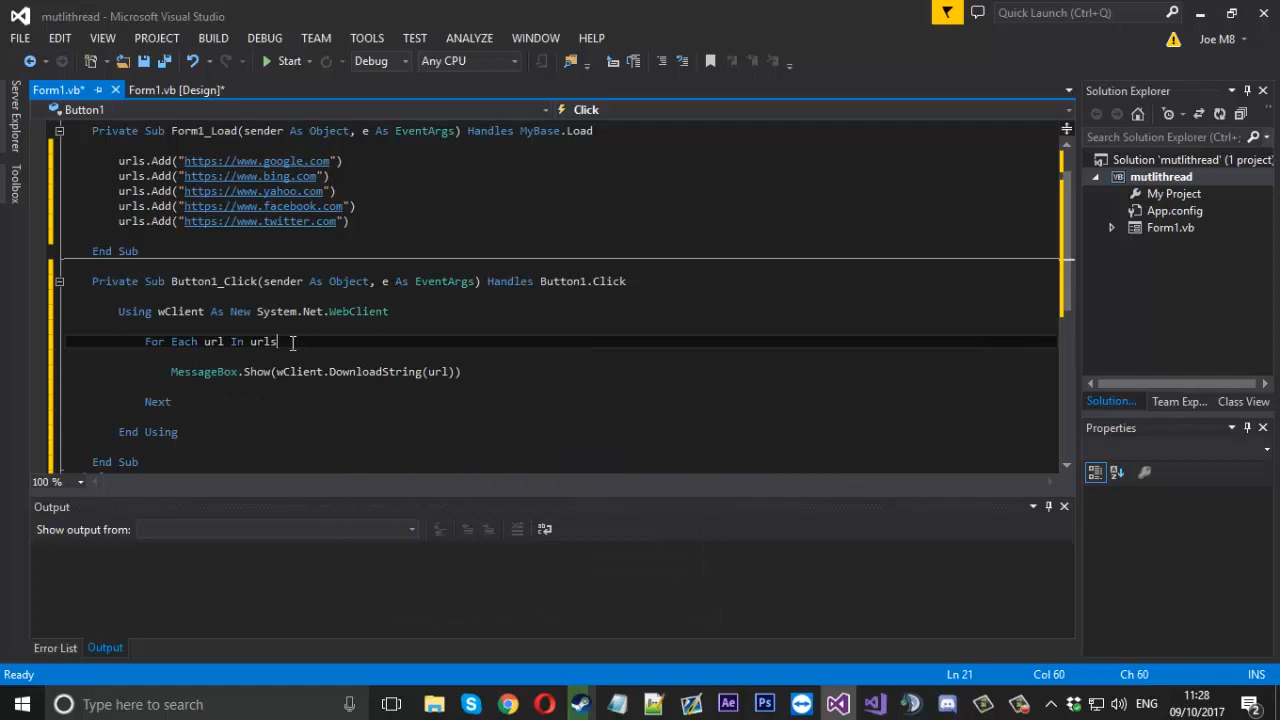 mutlithread - Microsoft Visual Studio
Quick Launch (Ctrl+Q)
FILE EDIT VIEW PROJECT BUILD DEBUG TEAM TOOLS TEST ANALYZE WINDOW HELP
Joe M8
Start Debug Any CPU
Server Explorer
Toolbox
Form1.vb* Form1.vb [Design]*
Button1 Click
Private Sub Form1_Load(sender As Object, e As EventArgs) Handles MyBase.Load
urls.Add("https://www.google.com")
urls.Add("https://www.bing.com")
urls.Add("https://www.yahoo.com")
urls.Add("https://www.facebook.com")
urls.Add("https://www.twitter.com")
End Sub
Private Sub Button1_Click(sender As Object, e As EventArgs) Handles Button1.Click
Using wClient As New System.Net.WebClient
For Each url In urls
MessageBox.Show(wClient.DownloadString(url))
Next
End Using
End Sub
100 %
Output
Show output from:
Error List Output
Solution Explorer
Search Solution Explorer (Ctrl+;
Solution 'mutlithread' (1 project)
VB mutlithread
My Project
App.config
Form1.vb
Solution... Team Exp... Class View
Properties
Ready Ln 21 Col 60 Ch 60 INS
Type here to search
Ae Ps
ENG
11:28
09/10/2017
2